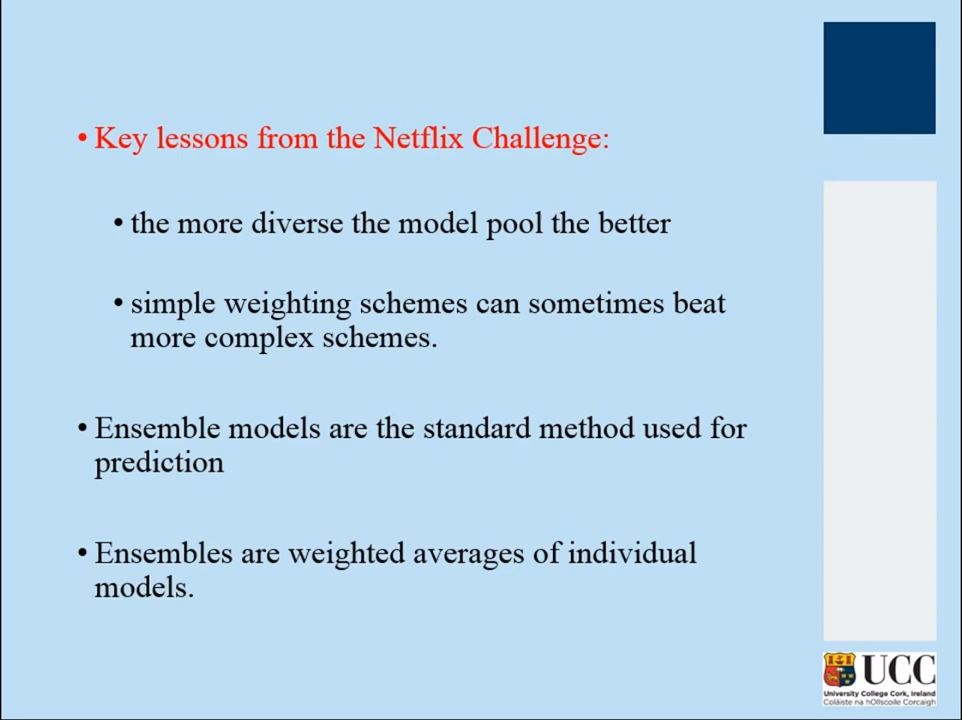 • Key lessons from the Netflix Challenge:
• the more diverse the model pool the better
• simple weighting schemes can sometimes beat
more complex schemes.
• Ensemble models are the standard method used for
prediction
• Ensembles are weighted averages of individual
models.
UCC
University College Cork, Ireland
Coláiste na hOllscoile Corcaigh